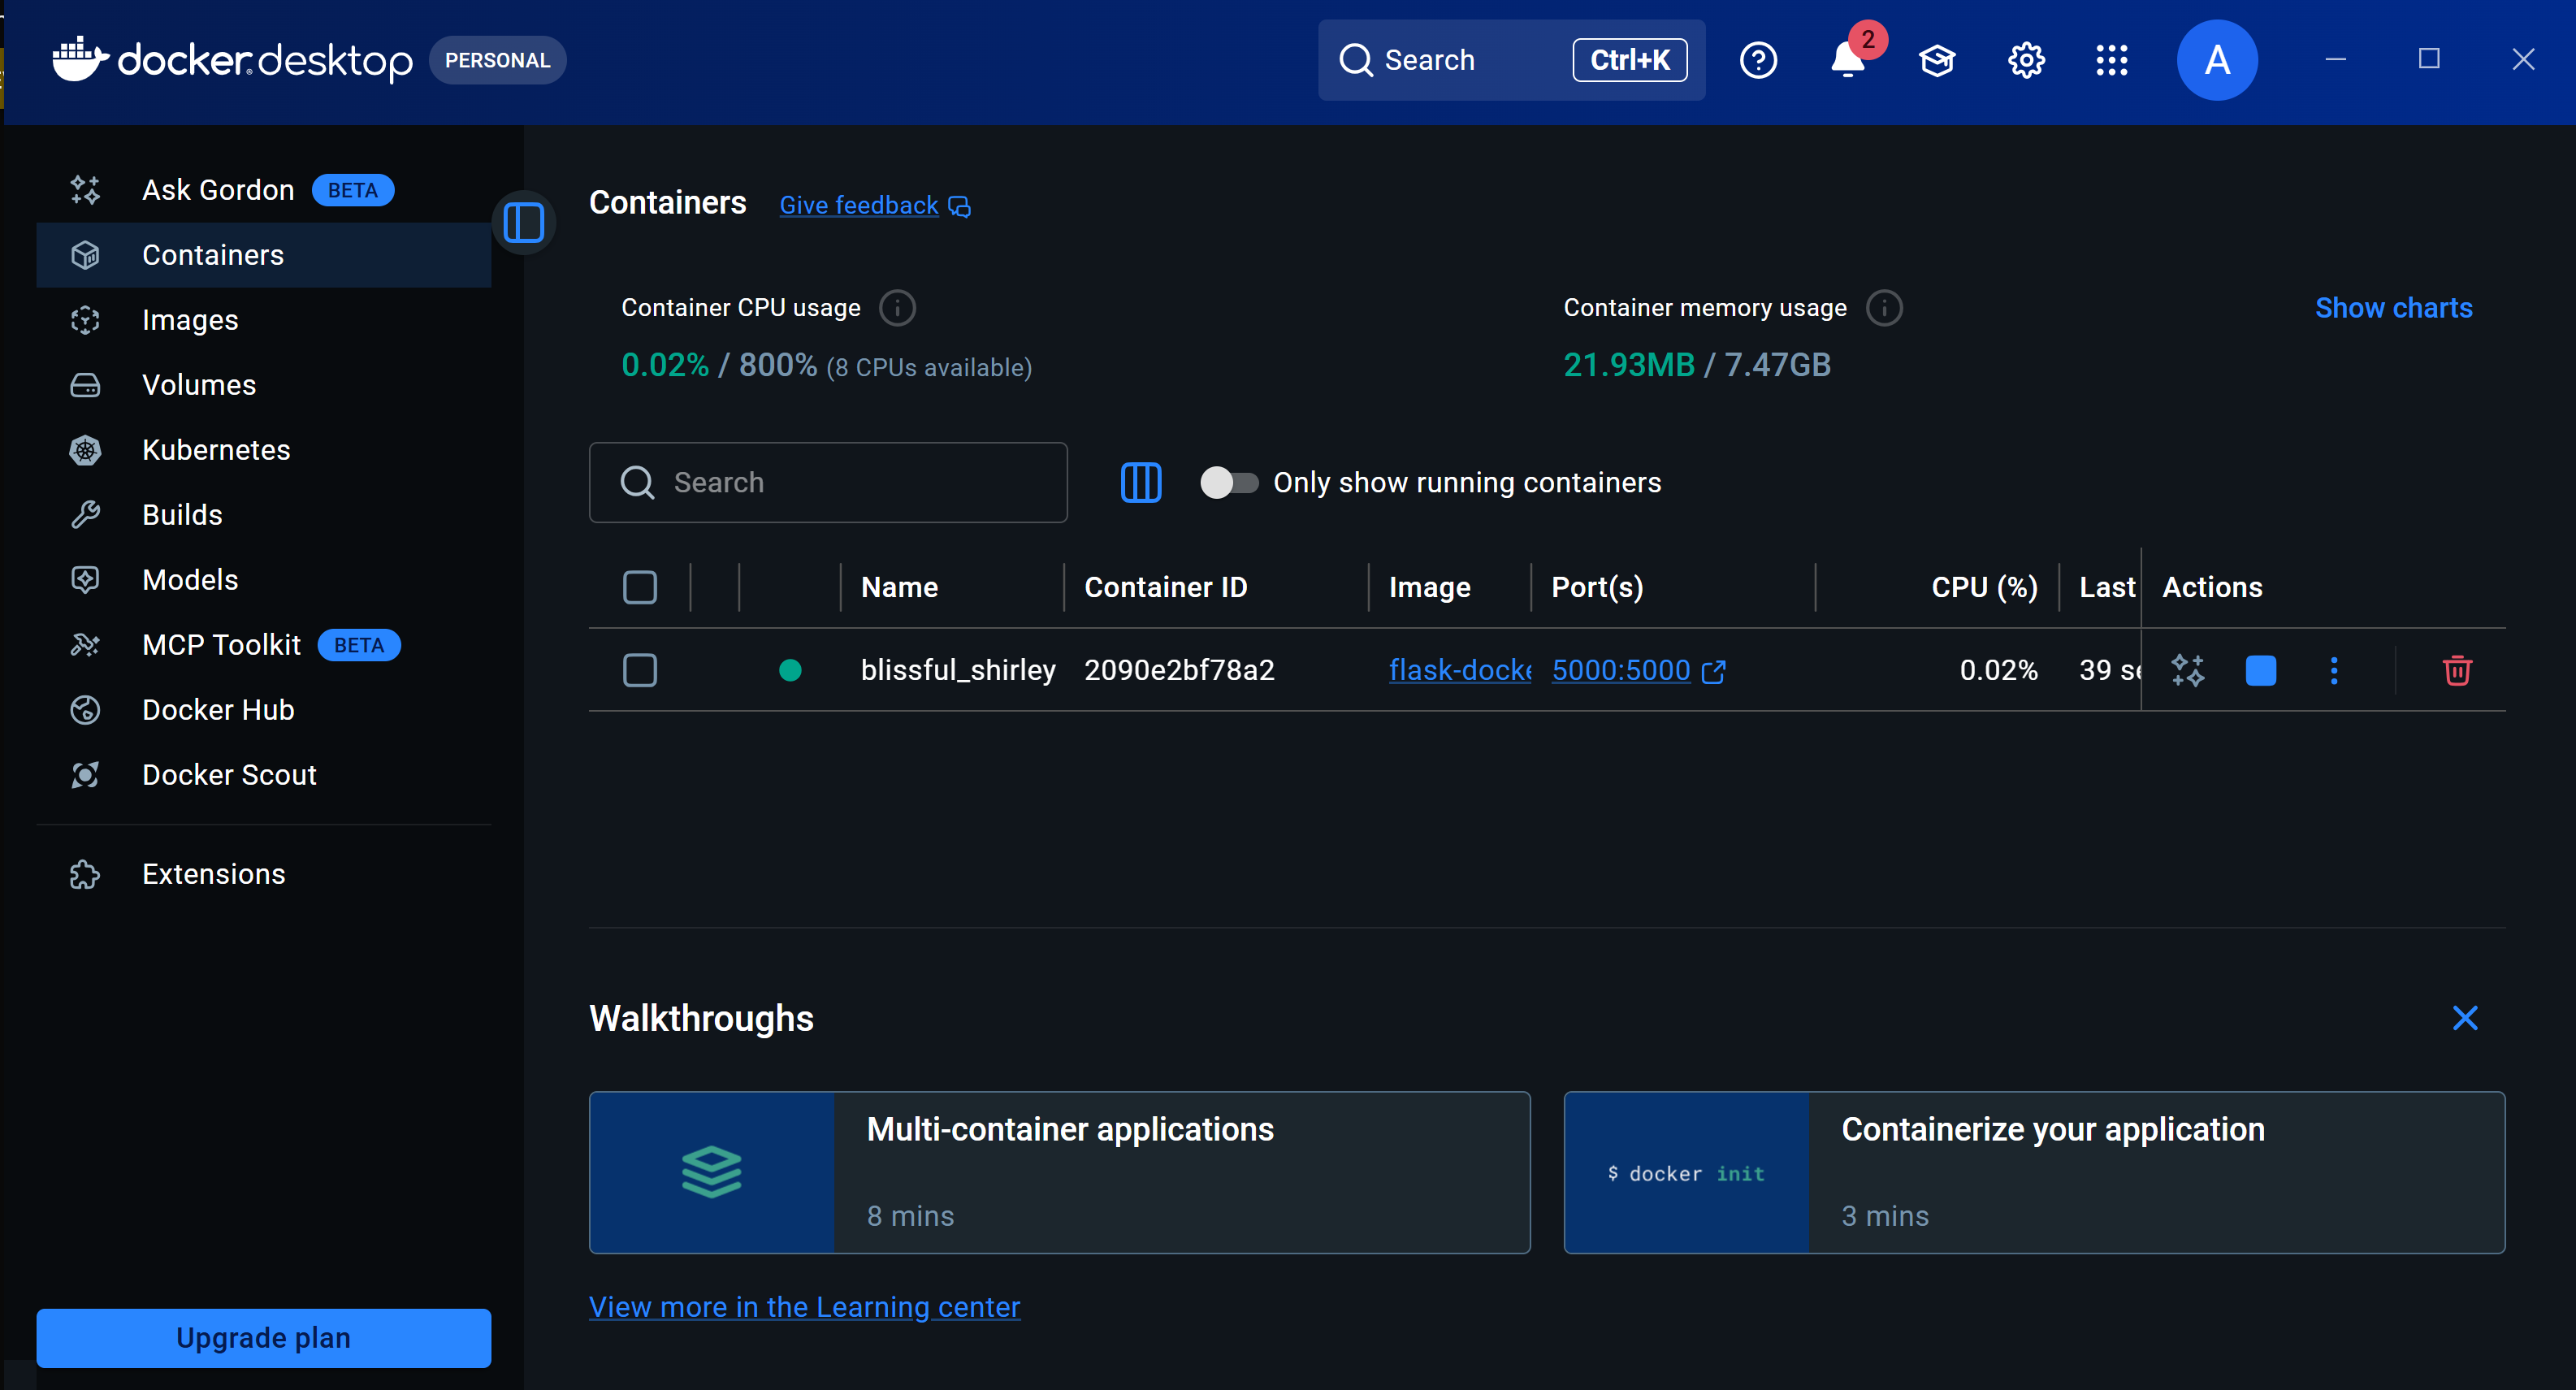 docker desktop PERSONAL
Search Ctrl+K
2
A
Ask Gordon BETA
Containers
Images
Volumes
Kubernetes
Builds
Models
MCP Toolkit BETA
Docker Hub
Docker Scout
Extensions
Upgrade plan
Containers Give feedback
Container CPU usage
0.02% / 800% (8 CPUs available)
Container memory usage
21.93MB / 7.47GB
Show charts
Search
Only show running containers
Name Container ID Image Port(s) CPU (%) Last Actions
blissful_shirley 2090e2bf78a2 flask-docke 5000:5000 0.02% 39 se
Walkthroughs
Multi-container applications
8 mins
$ docker init
Containerize your application
3 mins
View more in the Learning center